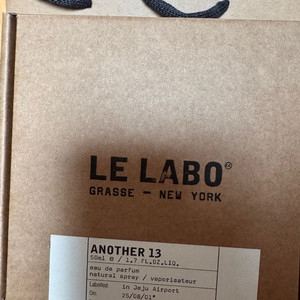 LE LABO
GRASSE — NEW YORK
ANOTHER 13
50ml ℮ / 1.7 FL.OZ.LIQ.
eau de parfum
natural spray / vaporisateur
Labelled in Jeju Airport
On: 25/08/01*